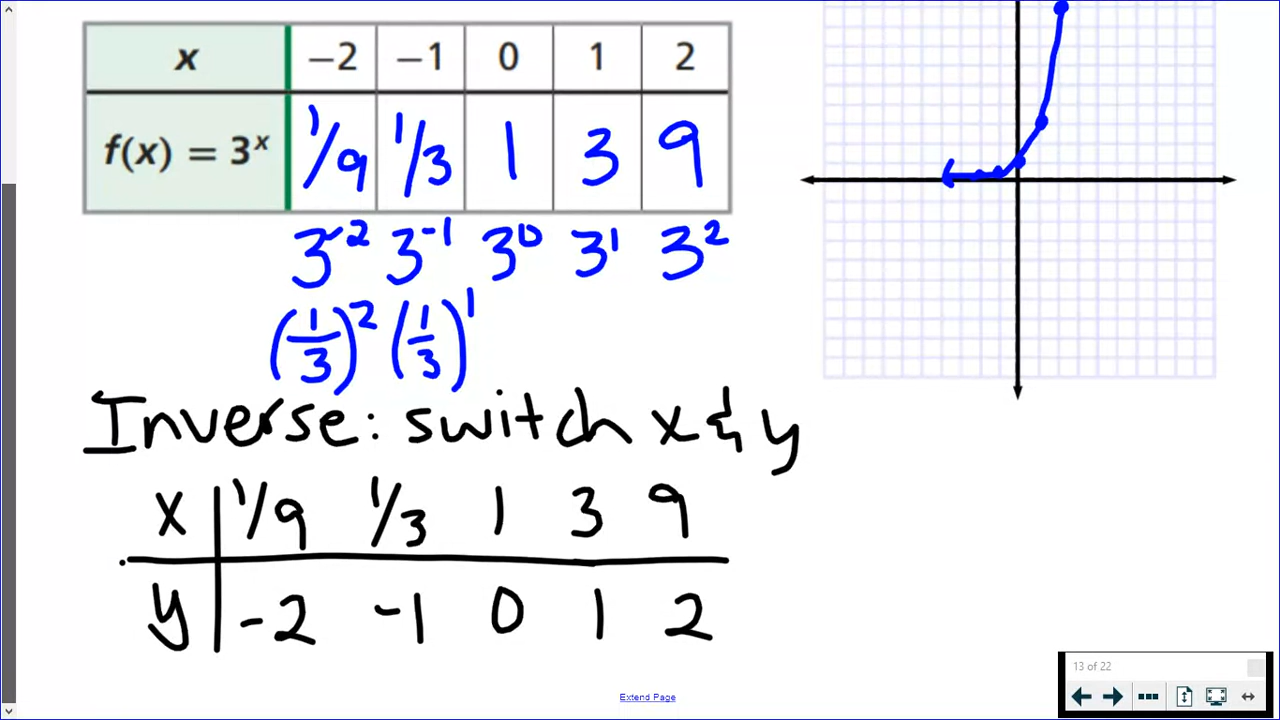 x −2 −1 0 1 2
f(x) = 3^x 1/9 1/3 1 3 9
3^-2 3^-1 3^0 3^1 3^2
(1/3)^2 (1/3)^1
Inverse: switch x & y
x 1/9 1/3 1 3 9
y -2 -1 0 1 2
13 of 22
Extend Page